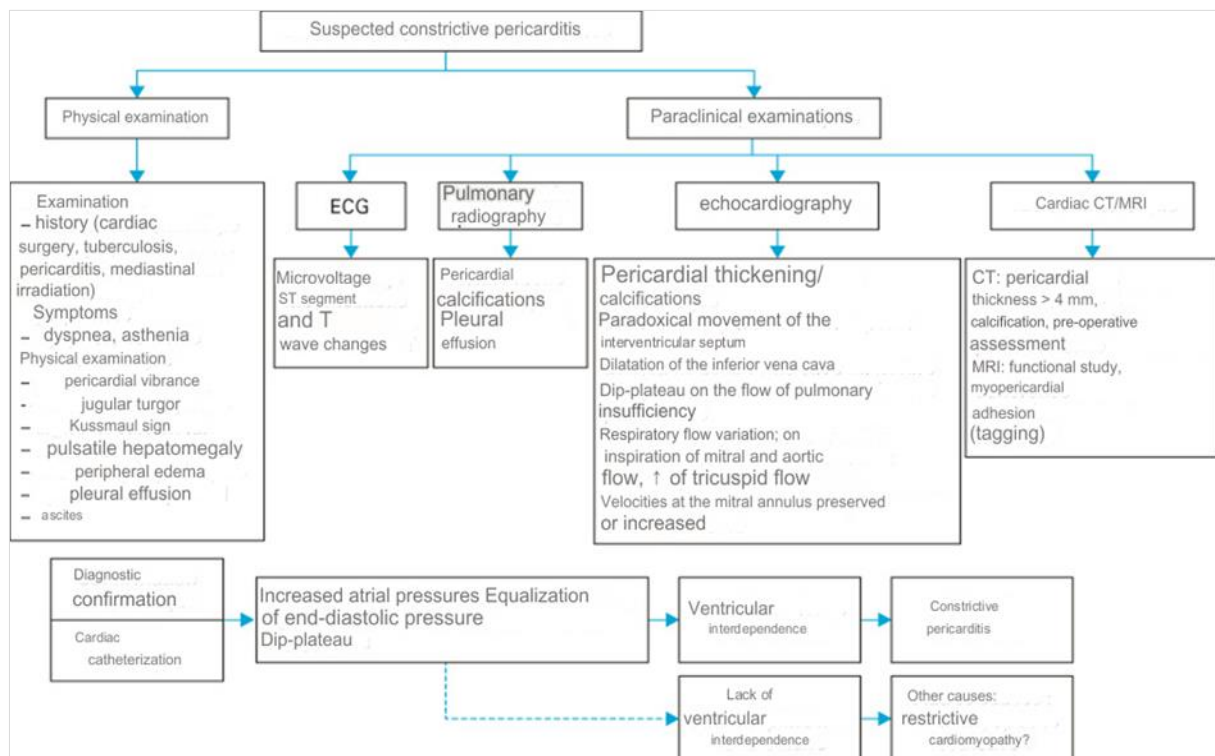 Suspected constrictive pericarditis
Physical examination
Paraclinical examinations
Examination
– history (cardiac
surgery, tuberculosis,
pericarditis, mediastinal
irradiation)
Symptoms
– dyspnea, asthenia
Physical examination
– pericardial vibrance
- jugular turgor
– Kussmaul sign
– pulsatile hepatomegaly
– peripheral edema
– pleural effusion
– ascites
ECG
Microvoltage
ST segment
and T
wave changes
Pulmonary
radiography
Pericardial
calcifications
Pleural
effusion
echocardiography
Pericardial thickening/
calcifications
Paradoxical movement of the
interventricular septum
Dilatation of the inferior vena cava
Dip-plateau on the flow of pulmonary
insufficiency
Respiratory flow variation; on
inspiration of mitral and aortic
flow, ↑ of tricuspid flow
Velocities at the mitral annulus preserved
or increased
Cardiac CT/MRI
CT: pericardial
thickness > 4 mm,
calcification, pre-operative
assessment
MRI: functional study,
myopericardial
adhesion
(tagging)
Diagnostic
confirmation
Cardiac
catheterization
Increased atrial pressures Equalization
of end-diastolic pressure
Dip-plateau
Ventricular
interdependence
Constrictive
pericarditis
Lack of
ventricular
interdependence
Other causes:
restrictive
cardiomyopathy?